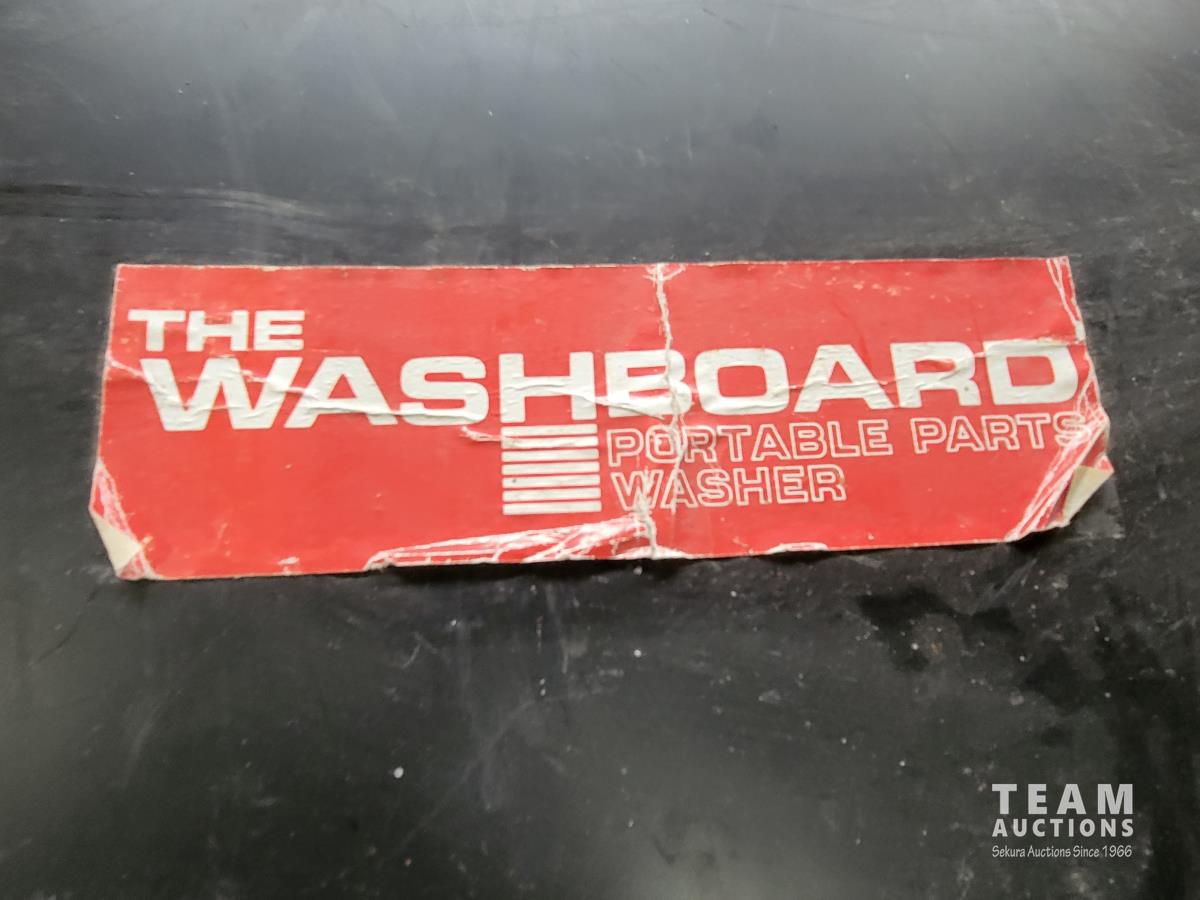 THE
WASHBOARD
PORTABLE PARTS
WASHER
TEAM
AUCTIONS
Sekura Auctions Since 1966